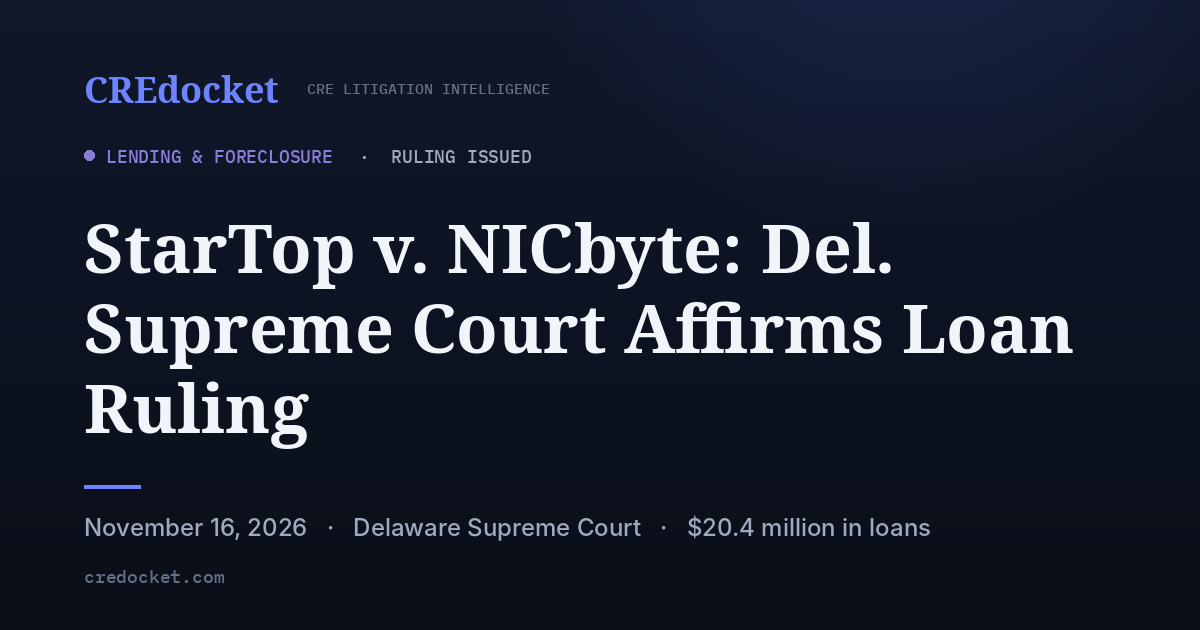 CREdocket CRE LITIGATION INTELLIGENCE
LENDING & FORECLOSURE · RULING ISSUED
StarTop v. NICbyte: Del.
Supreme Court Affirms Loan
Ruling
November 16, 2026 · Delaware Supreme Court · $20.4 million in loans
credocket.com